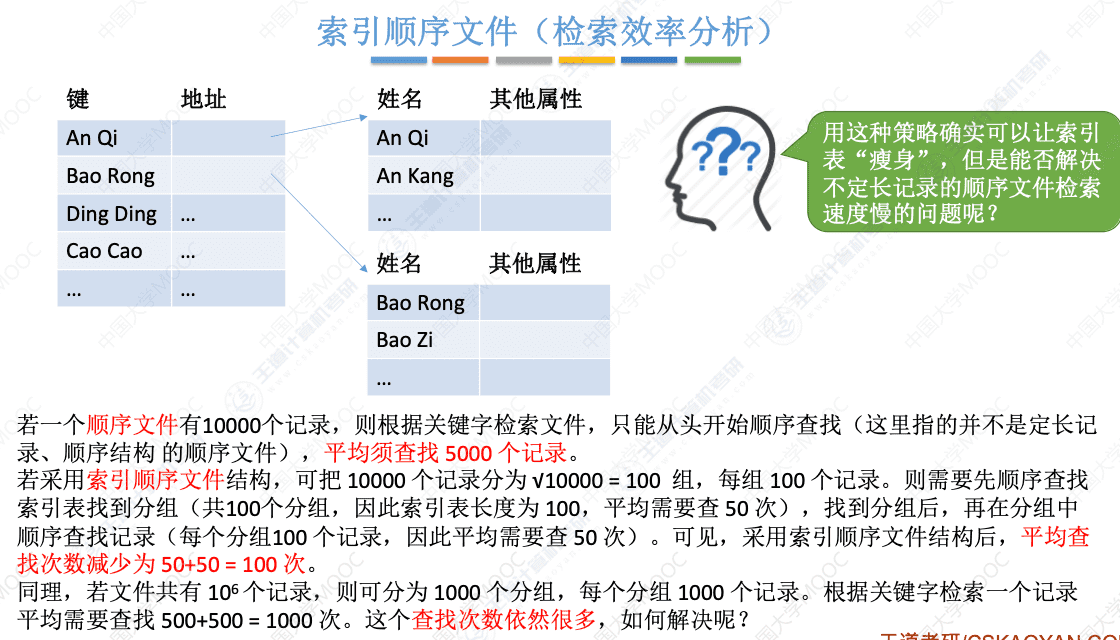 索引顺序文件（检索效率分析）
键 地址
An Qi
Bao Rong
Ding Ding ...
Cao Cao ...
... ...
姓名 其他属性
An Qi
An Kang
...
姓名 其他属性
Bao Rong
Bao Zi
...
???
用这种策略确实可以让索引
表“瘦身”，但是能否解决
不定长记录的顺序文件检索
速度慢的问题呢？
若一个顺序文件有10000个记录，则根据关键字检索文件，只能从头开始顺序查找（这里指的并不是定长记
录、顺序结构 的顺序文件），平均须查找 5000 个记录。
若采用索引顺序文件结构，可把 10000 个记录分为 √10000 = 100 组，每组 100 个记录。则需要先顺序查找
索引表找到分组（共100个分组，因此索引表长度为 100，平均需要查 50 次），找到分组后，再在分组中
顺序查找记录（每个分组100 个记录，因此平均需要查 50 次）。可见，采用索引顺序文件结构后，平均查
找次数减少为 50+50 = 100 次。
同理，若文件共有 10⁶ 个记录，则可分为 1000 个分组，每个分组 1000 个记录。根据关键字检索一个记录
平均需要查找 500+500 = 1000 次。这个查找次数依然很多，如何解决呢？